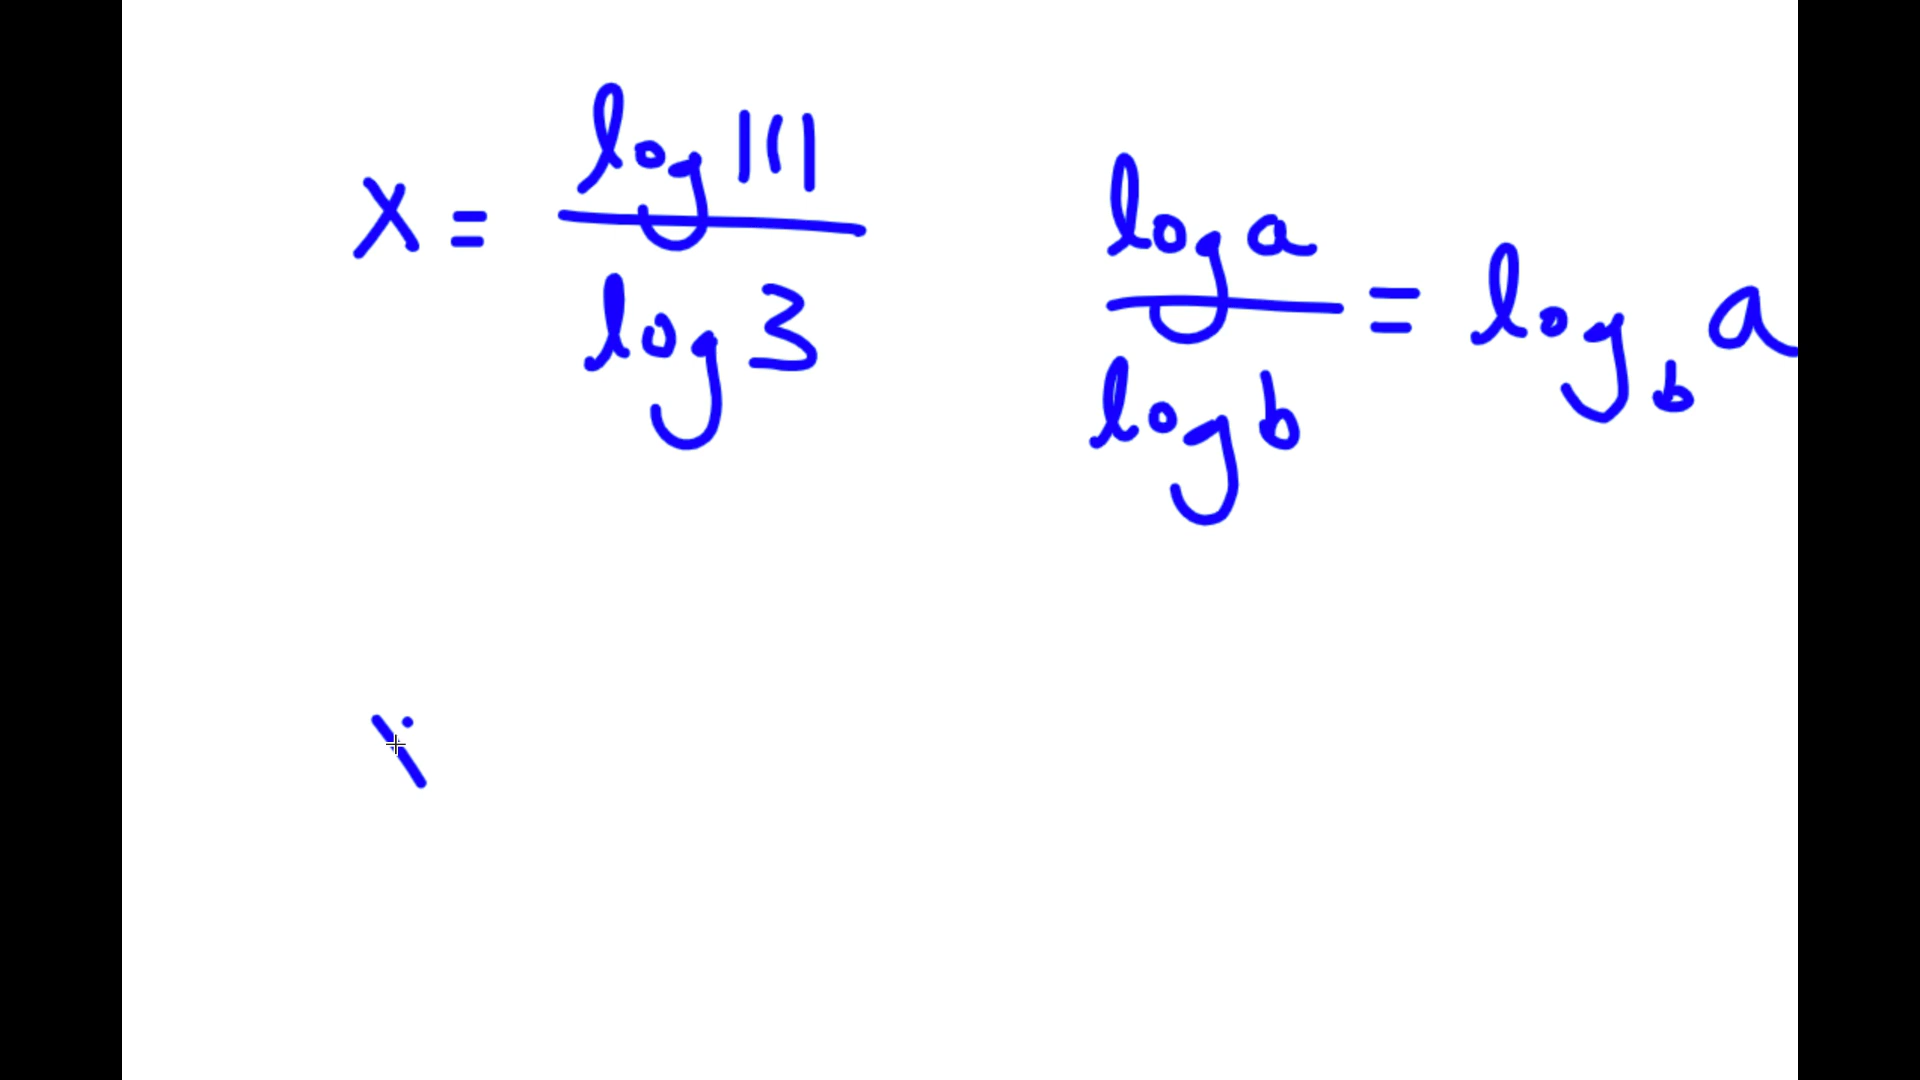 x = log 111 / log 3
log a / log b = log_b a